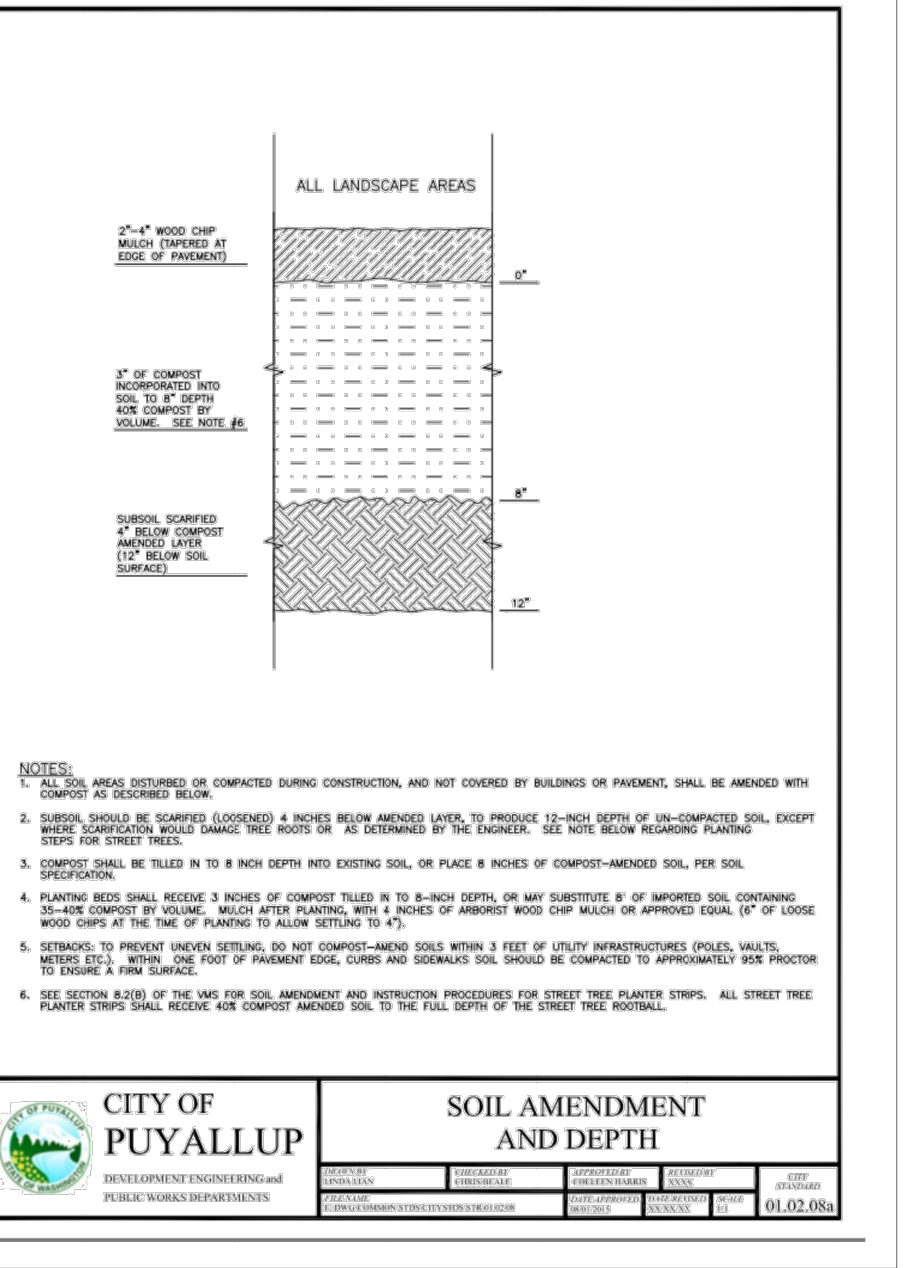 ALL LANDSCAPE AREAS
2"-4" WOOD CHIP
MULCH (TAPERED AT
EDGE OF PAVEMENT)
0"
3" OF COMPOST
INCORPORATED INTO
SOIL TO 8" DEPTH
40% COMPOST BY
VOLUME. SEE NOTE #6
8"
SUBSOIL SCARIFIED
4" BELOW COMPOST
AMENDED LAYER
(12" BELOW SOIL
SURFACE)
12"
NOTES:
1. ALL SOIL AREAS DISTURBED OR COMPACTED DURING CONSTRUCTION, AND NOT COVERED BY BUILDINGS OR PAVEMENT, SHALL BE AMENDED WITH
COMPOST AS DESCRIBED BELOW.
2. SUBSOIL SHOULD BE SCARIFIED (LOOSENED) 4 INCHES BELOW AMENDED LAYER, TO PRODUCE 12-INCH DEPTH OF UN-COMPACTED SOIL, EXCEPT
WHERE SCARIFICATION WOULD DAMAGE TREE ROOTS OR AS DETERMINED BY THE ENGINEER. SEE NOTE BELOW REGARDING PLANTING
STEPS FOR STREET TREES.
3. COMPOST SHALL BE TILLED IN TO 8 INCH DEPTH INTO EXISTING SOIL, OR PLACE 8 INCHES OF COMPOST-AMENDED SOIL, PER SOIL
SPECIFICATION.
4. PLANTING BEDS SHALL RECEIVE 3 INCHES OF COMPOST TILLED IN TO 8-INCH DEPTH, OR MAY SUBSTITUTE 8" OF IMPORTED SOIL CONTAINING
35-40% COMPOST BY VOLUME. MULCH AFTER PLANTING, WITH 4 INCHES OF ARBORIST WOOD CHIP MULCH OR APPROVED EQUAL (6" OF LOOSE
WOOD CHIPS AT THE TIME OF PLANTING TO ALLOW SETTLING TO 4").
5. SETBACKS: TO PREVENT UNEVEN SETTLING, DO NOT COMPOST-AMEND SOILS WITHIN 3 FEET OF UTILITY INFRASTRUCTURES (POLES, VAULTS,
METERS ETC.). WITHIN ONE FOOT OF PAVEMENT EDGE, CURBS AND SIDEWALKS SOIL SHOULD BE COMPACTED TO APPROXIMATELY 95% PROCTOR
TO ENSURE A FIRM SURFACE.
6. SEE SECTION 8.2(B) OF THE VMS FOR SOIL AMENDMENT AND INSTRUCTION PROCEDURES FOR STREET TREE PLANTER STRIPS. ALL STREET TREE
PLANTER STRIPS SHALL RECEIVE 40% COMPOST AMENDED SOIL TO THE FULL DEPTH OF THE STREET TREE ROOTBALL.
CITY OF PUYALLUP
STATE OF WASHINGTON
CITY OF
PUYALLUP
DEVELOPMENT ENGINEERING and
PUBLIC WORKS DEPARTMENTS
SOIL AMENDMENT
AND DEPTH
DRAWN BY
LINDA LIAN
CHECKED BY
CHRIS BEALE
APPROVED BY
COLLEEN HARRIS
REVISED BY
XXXX
FILE NAME
DATE APPROVED
08/01/2015
DATE REVISED
XX/XX/XX
SCALE
1:1
CITY
STANDARD
01.02.08a